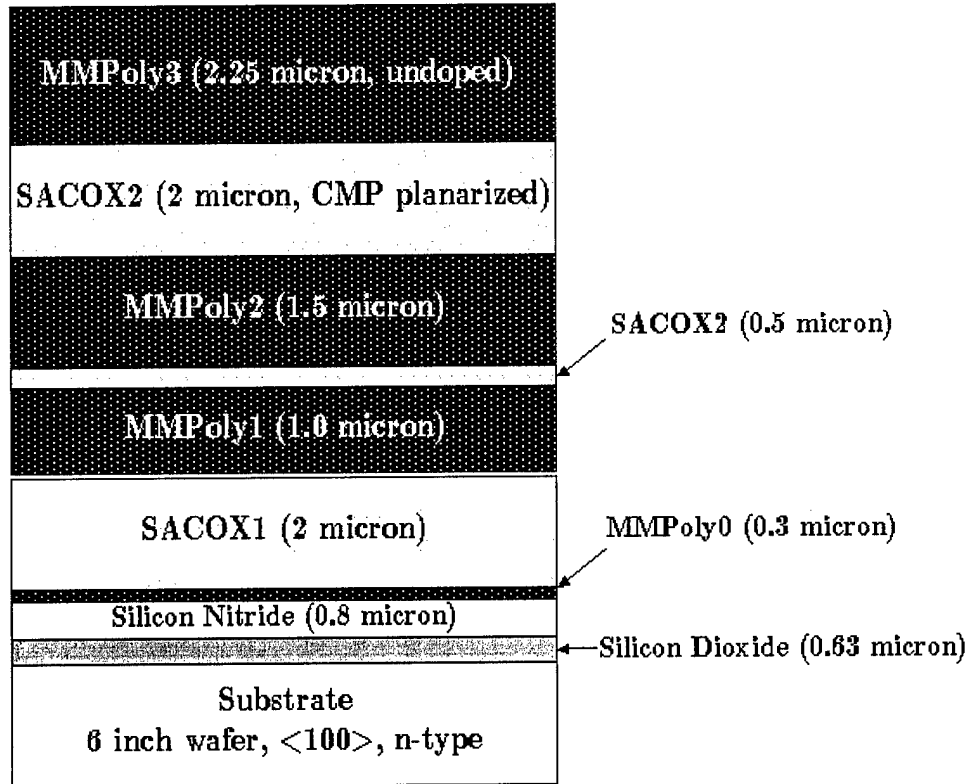 MMPoly3 (2.25 micron, undoped)
SACOX2 (2 micron, CMP planarized)
MMPoly2 (1.5 micron)
SACOX2 (0.5 micron)
MMPoly1 (1.0 micron)
SACOX1 (2 micron)
MMPoly0 (0.3 micron)
Silicon Nitride (0.8 micron)
Silicon Dioxide (0.63 micron)
Substrate
6 inch wafer, <100>, n-type